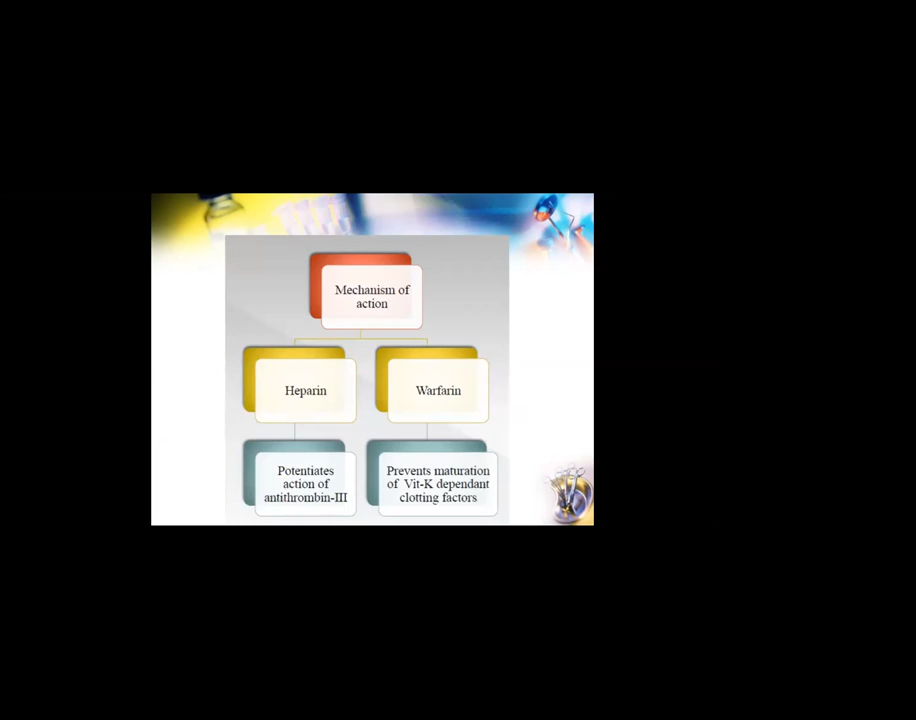 Mechanism of
action
Heparin
Warfarin
Potentiates
action of
antithrombin-III
Prevents maturation
of Vit-K dependant
clotting factors